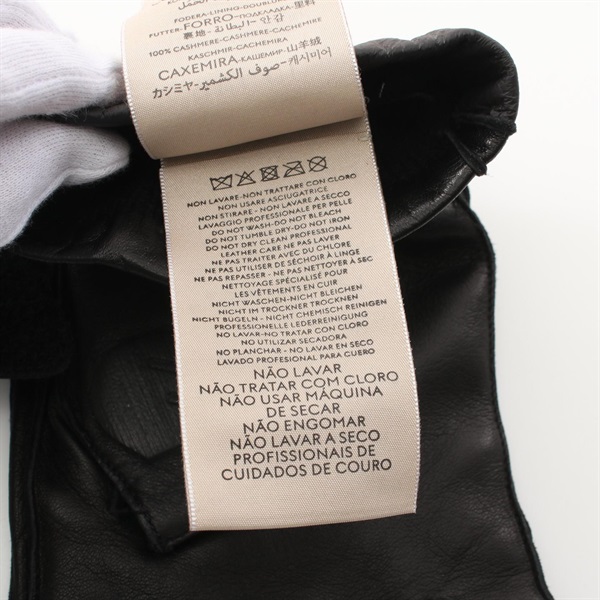 FODERA-LINING-DOUBLURE
FUTTER-FORRO-ПОДКЛАДКА-里料
裏地-البطانة-안감
100% CASHMERE-CASHMERE-CACHEMIRE
KASCHMIR-CACHEMIRA
CAXEMIRA-КАШЕМИР-山羊绒
カシミヤ-صوف الكشمير-캐시미어
NON LAVARE-NON TRATTARE CON CLORO
NON USARE ASCIUGATRICE
NON STIRARE - NON LAVARE A SECCO
LAVAGGIO PROFESSIONALE PER PELLE
DO NOT WASH-DO NOT BLEACH
DO NOT TUMBLE DRY-DO NOT IRON
DO NOT DRY CLEAN PROFESSIONAL
LEATHER CARE NE PAS LAVER
NE PAS TRAITER AVEC DU CHLORE
NE PAS UTILISER DE SÉCHOIR À LINGE
NE PAS REPASSER - NE PAS NETTOYER À SEC
NETTOYAGE SPÉCIALISÉ POUR
LES VÊTEMENTS EN CUIR
NICHT WASCHEN-NICHT BLEICHEN
NICHT IM TROCKNER TROCKNEN
NICHT BÜGELN - NICHT CHEMISCH REINIGEN
PROFESSIONELLE LEDERREINIGUNG
NO LAVAR-NO TRATAR CON CLORO
NO UTILIZAR SECADORA
NO PLANCHAR - NO LAVAR EN SECO
LAVADO PROFESIONAL PARA CUERO
NÃO LAVAR
NÃO TRATAR COM CLORO
NÃO USAR MÁQUINA
DE SECAR
NÃO ENGOMAR
NÃO LAVAR A SECO
PROFISSIONAIS DE
CUIDADOS DE COURO